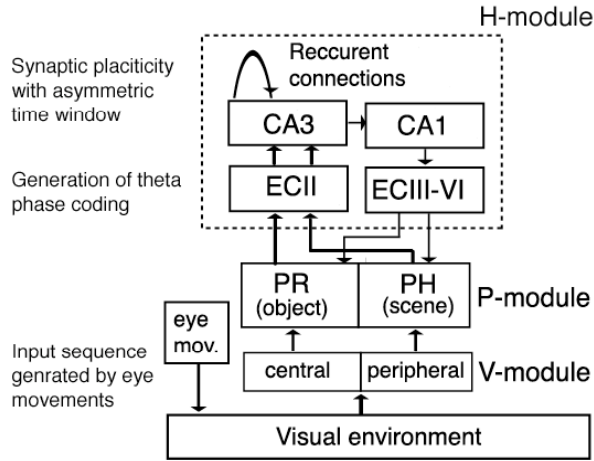 H-module
Synaptic placiticity
with asymmetric
time window
Reccurent
connections
CA3
CA1
Generation of theta
phase coding
ECII
ECIII-VI
PR
(object)
PH
(scene)
P-module
eye
mov.
Input sequence
genrated by eye
movements
central
peripheral
V-module
Visual environment